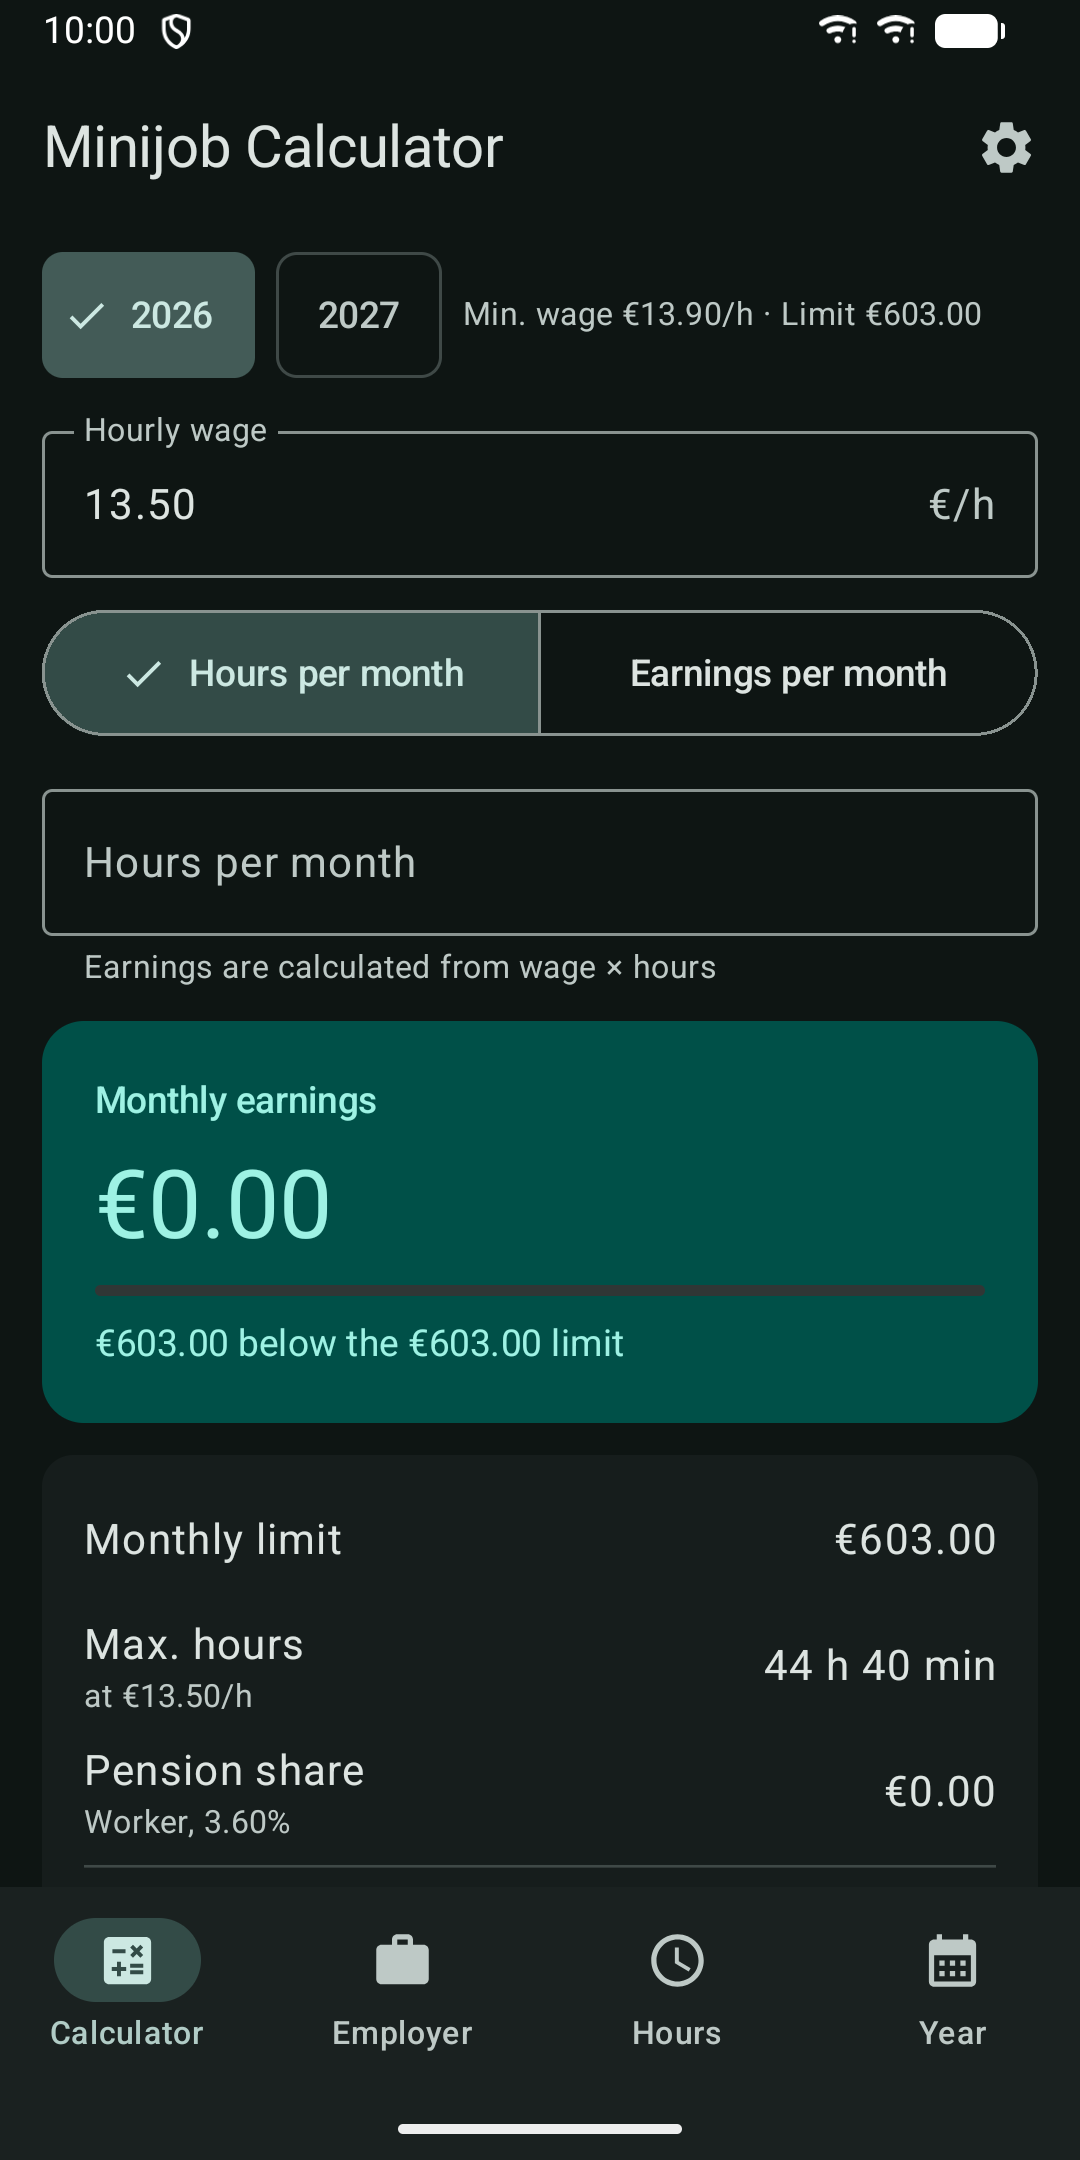 10:00
Minijob Calculator
2026
2027
Min. wage €13.90/h · Limit €603.00
Hourly wage
13.50
€/h
Hours per month
Earnings per month
Hours per month
Earnings are calculated from wage × hours
Monthly earnings
€0.00
€603.00 below the €603.00 limit
Monthly limit
€603.00
Max. hours
at €13.50/h
44 h 40 min
Pension share
Worker, 3.60%
€0.00
Calculator
Employer
Hours
Year